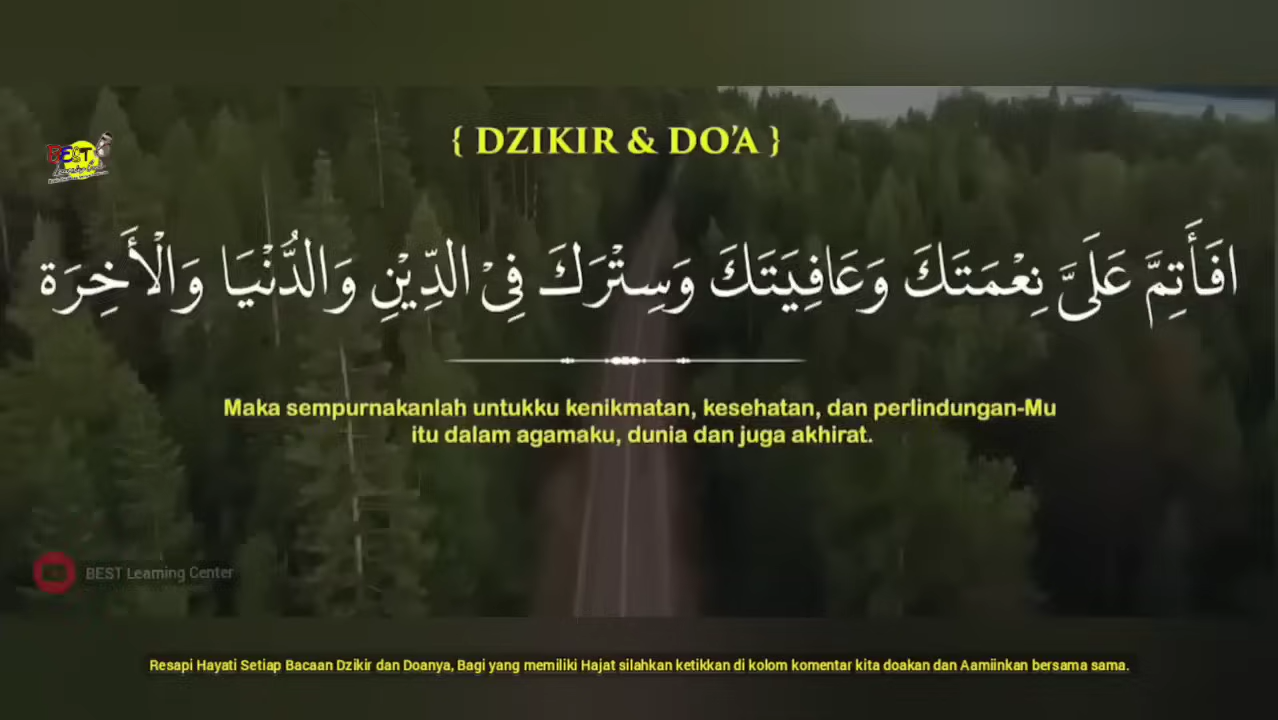 { DZIKIR & DO'A }
BEST
افَأَتِمَّ عَلَيَّ نِعْمَتَكَ وَعَافِيَتَكَ وَسِتْرَكَ فِيْ الدِّيْنِ وَالدُّنْيَا وَالْأَخِرَة
Maka sempurnakanlah untukku kenikmatan, kesehatan, dan perlindungan-Mu
itu dalam agamaku, dunia dan juga akhirat.
BEST Learning Center
Resapi Hayati Setiap Bacaan Dzikir dan Doanya, Bagi yang memiliki Hajat silahkan ketikkan di kolom komentar kita doakan dan Aamiinkan bersama sama.